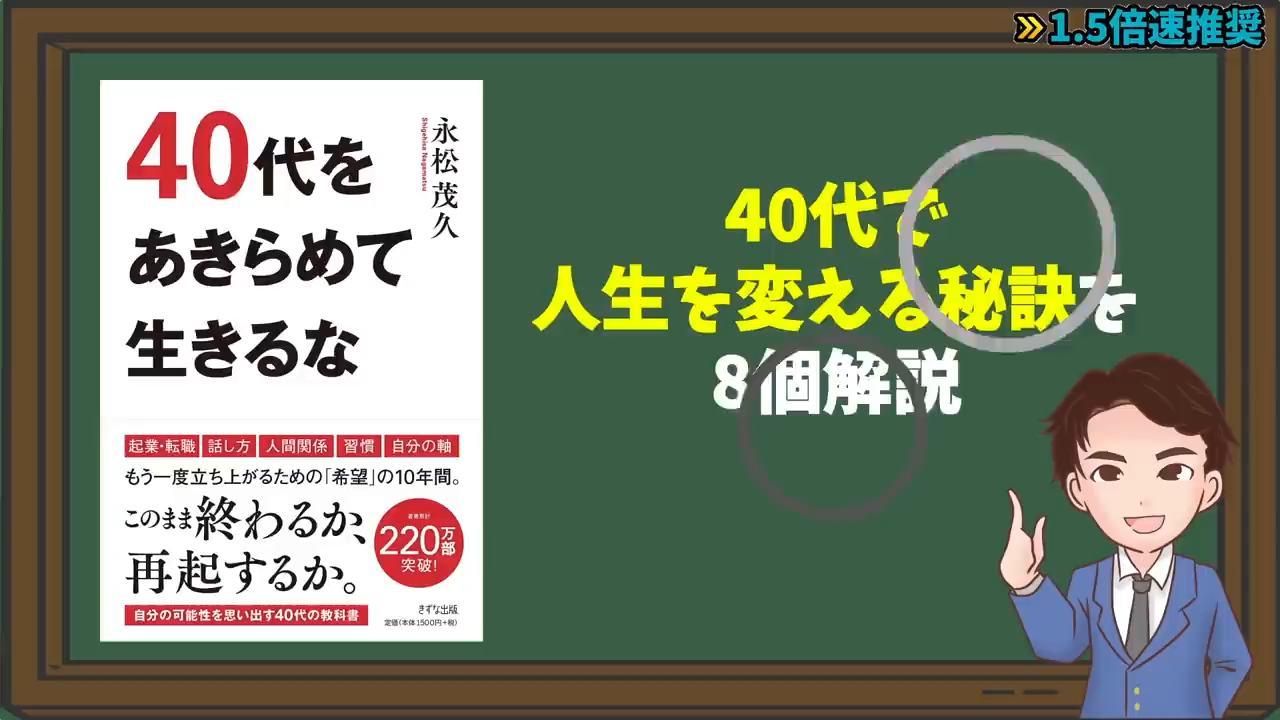 1.5倍速推奨
40代を
あきらめて
生きるな
永松茂久
Shigehisa Nagamatsu
起業・転職 話し方 人間関係 習慣 自分の軸
もう一度立ち上がるための「希望」の10年間。
このまま終わるか、
再起するか。
著者累計
220万部
突破!
自分の可能性を思い出す40代の教科書
きずな出版
定価(本体1500円+税)
40代で
人生を変える秘訣を
8個解説